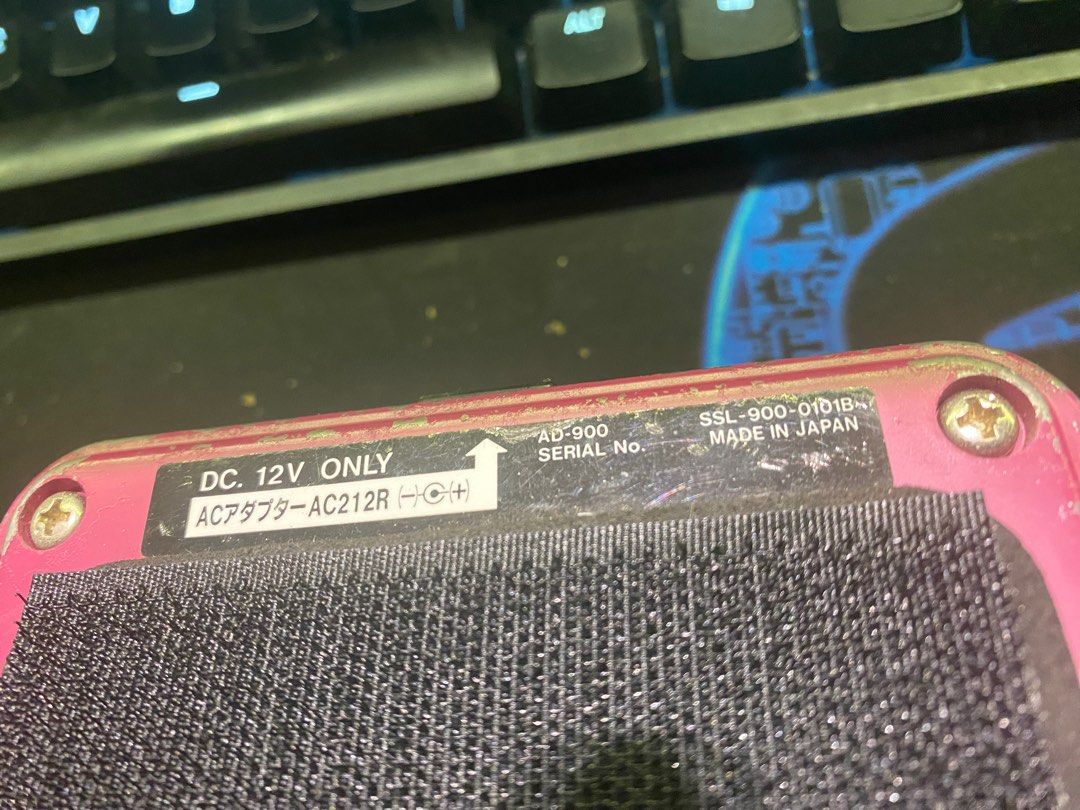 V
ALT
DC. 12V ONLY
ACアダプターAC212R (−) (+)
AD-900
SERIAL No.
SSL-900-0101B
MADE IN JAPAN